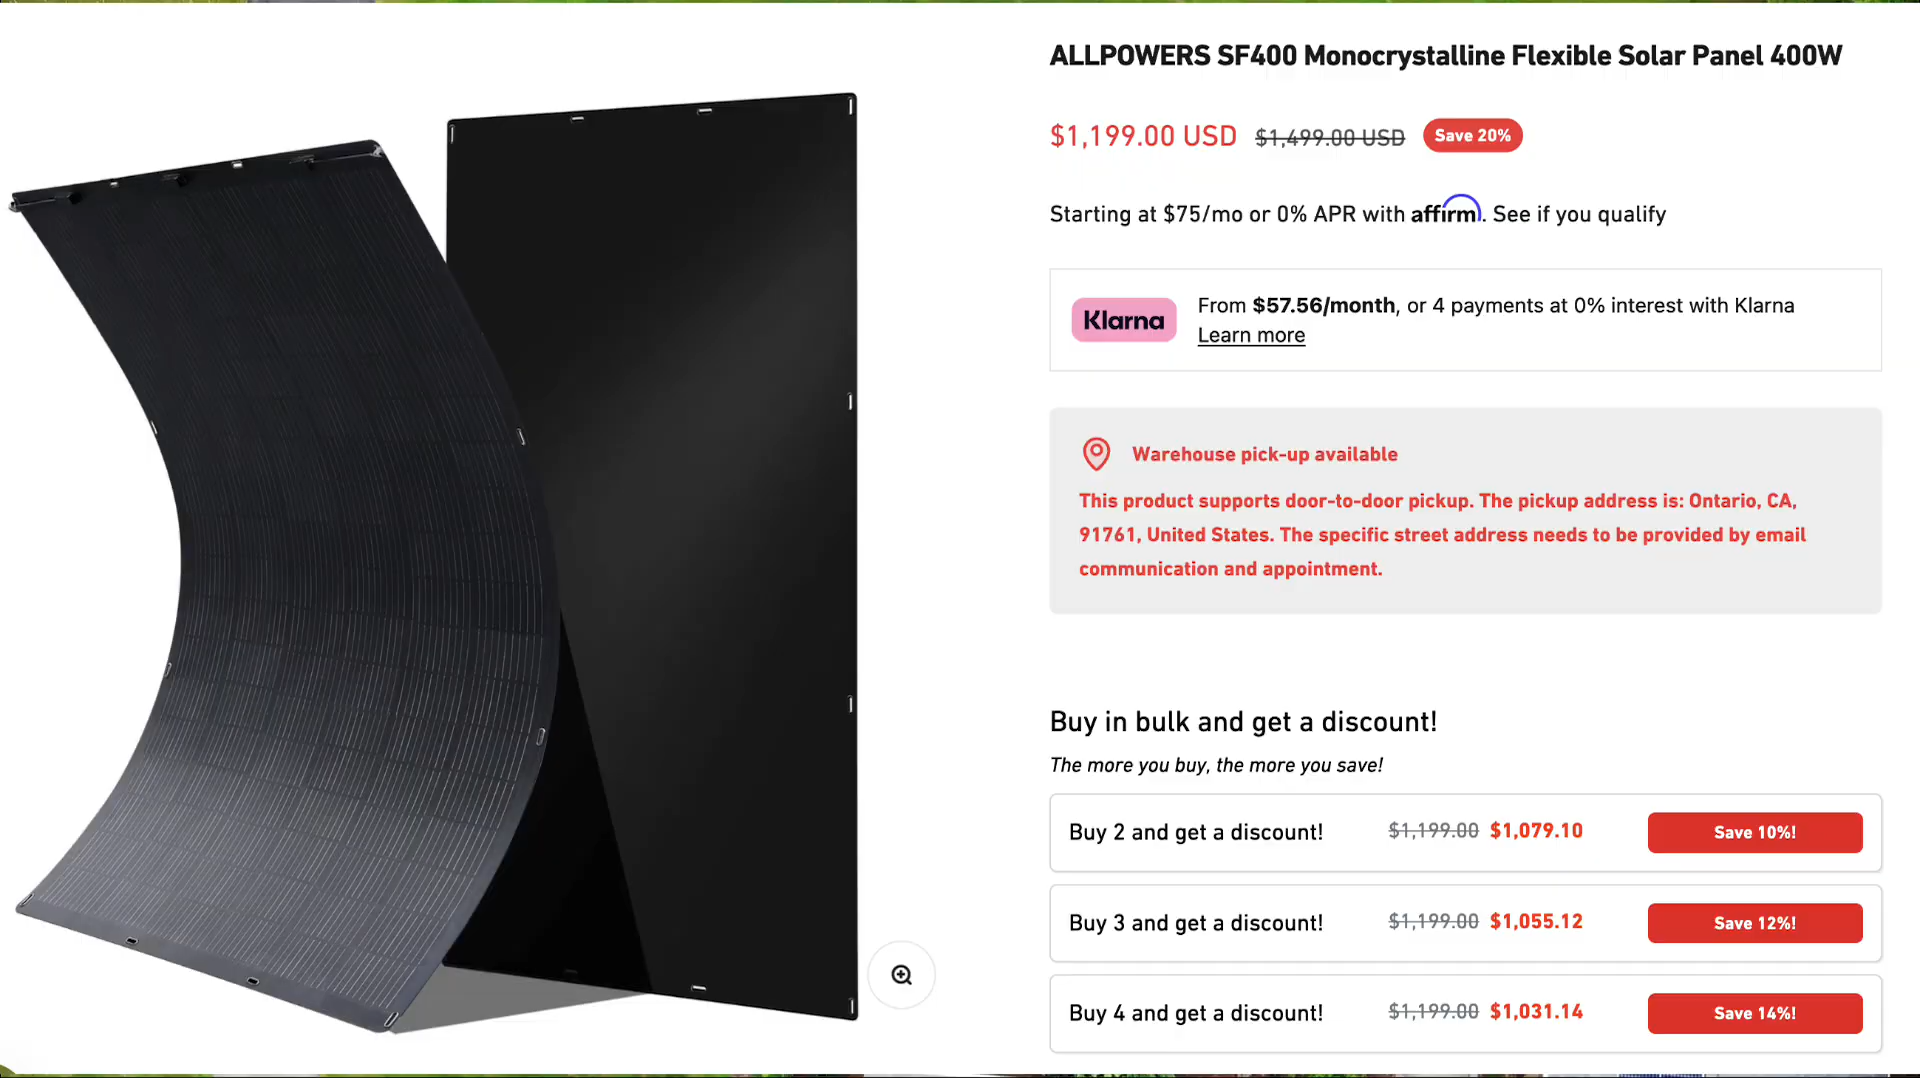 ALLPOWERS SF400 Monocrystalline Flexible Solar Panel 400W
$1,199.00 USD $1,499.00 USD Save 20%
Starting at $75/mo or 0% APR with affirm. See if you qualify
Klarna
From $57.56/month, or 4 payments at 0% interest with Klarna
Learn more
Warehouse pick-up available
This product supports door-to-door pickup. The pickup address is: Ontario, CA,
91761, United States. The specific street address needs to be provided by email
communication and appointment.
Buy in bulk and get a discount!
The more you buy, the more you save!
Buy 2 and get a discount! $1,199.00 $1,079.10 Save 10%!
Buy 3 and get a discount! $1,199.00 $1,055.12 Save 12%!
Buy 4 and get a discount! $1,199.00 $1,031.14 Save 14%!